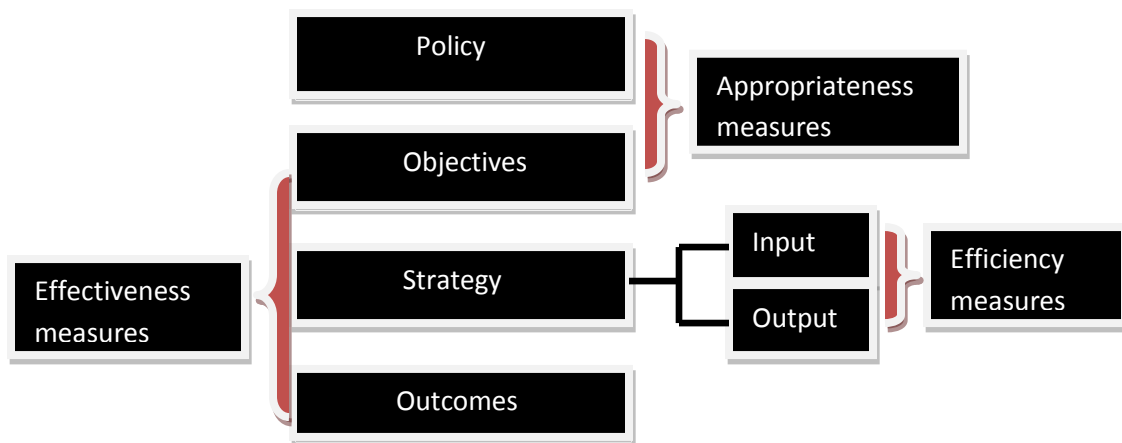 Policy
Appropriateness
measures
Objectives
Input
Strategy
Efficiency
measures
Effectiveness
measures
Output
Outcomes